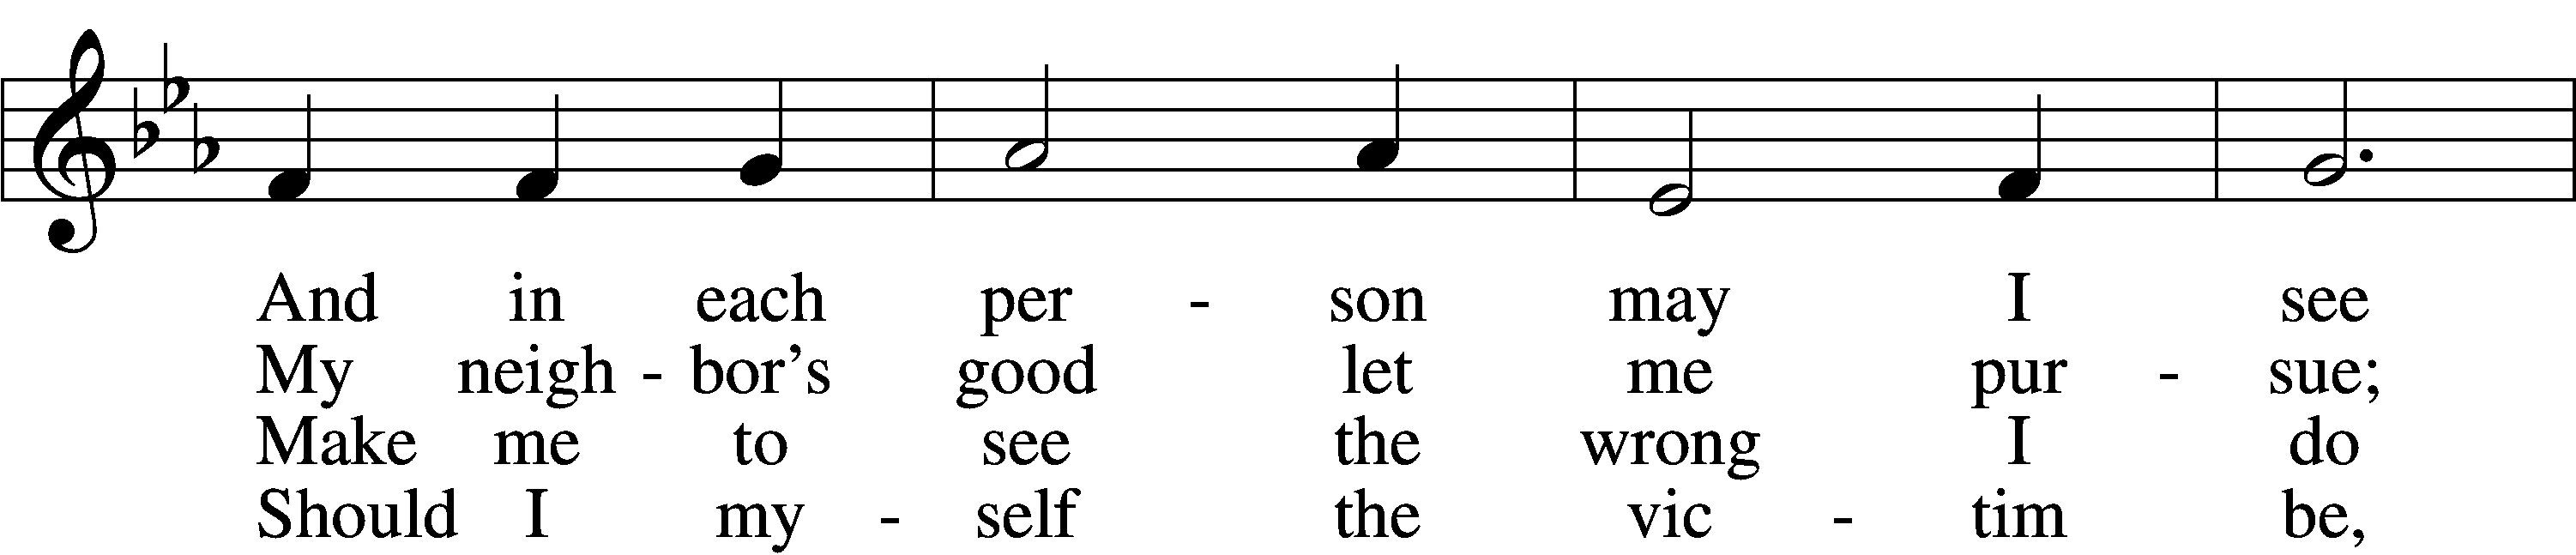 And in each per - son may I see
My neigh - bor's good let me pur - sue;
Make me to see the wrong I do
Should I my - self the vic - tim be,